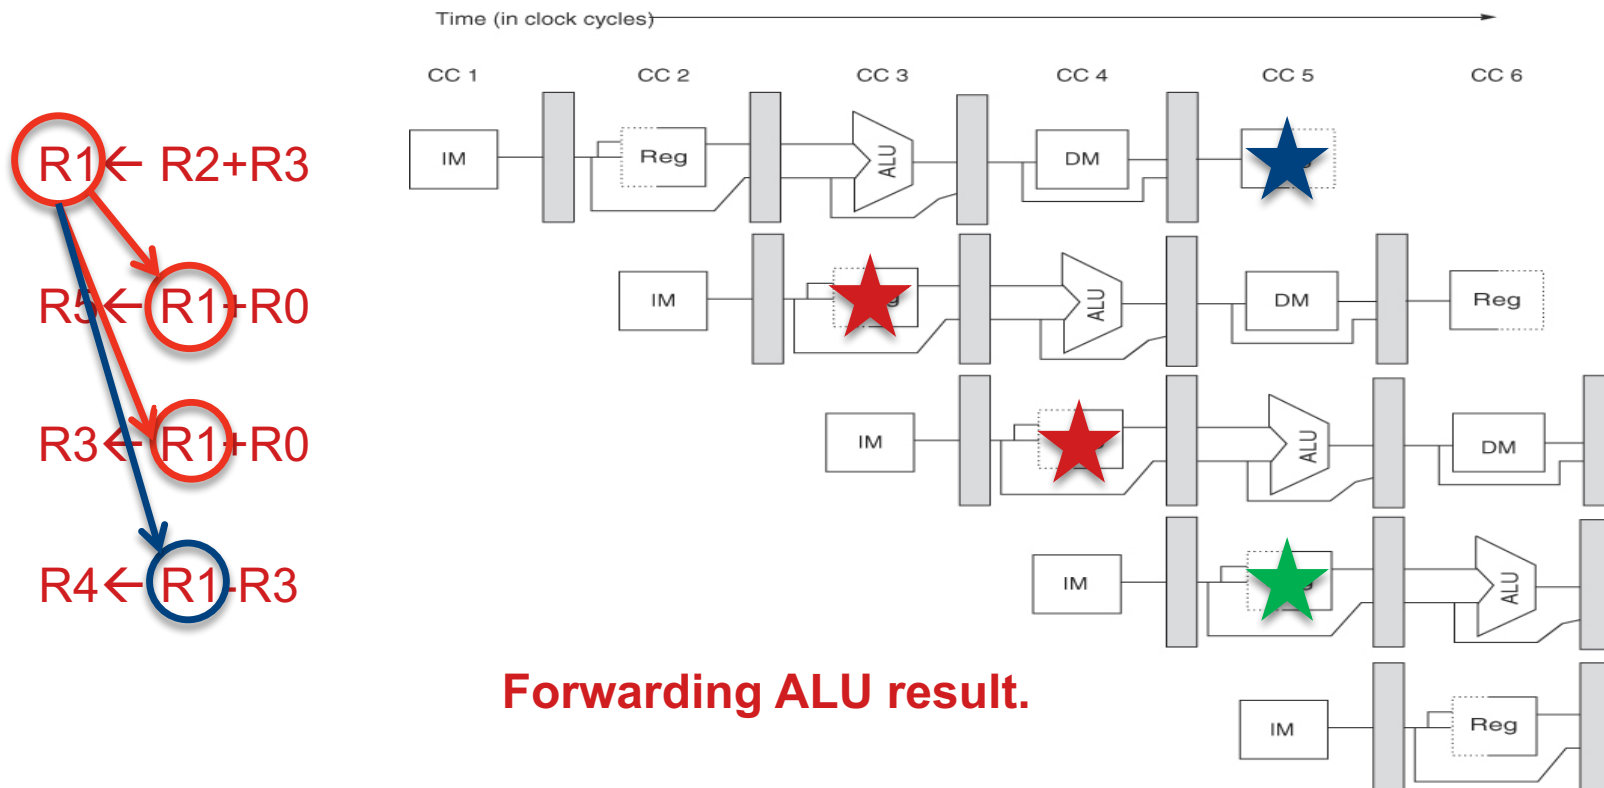 Time (in clock cycles)
CC 1 CC 2 CC 3 CC 4 CC 5 CC 6
R1← R2+R3
IM Reg ALU DM
R5← R1+R0
IM ALU DM Reg
R3← R1+R0
IM ALU DM
R4← R1-R3
IM ALU
Forwarding ALU result.
IM Reg